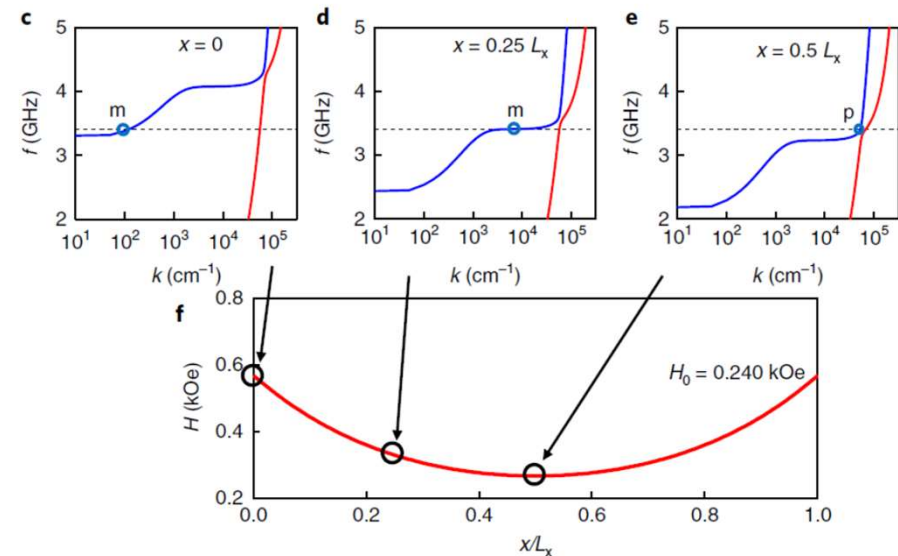 c
5
4
3
2
f (GHz)
x = 0
m
10¹ 10² 10³ 10⁴ 10⁵
k (cm⁻¹)
d
5
4
3
2
f (GHz)
x = 0.25 Lₓ
m
10¹ 10² 10³ 10⁴ 10⁵
k (cm⁻¹)
e
5
4
3
2
f (GHz)
x = 0.5 Lₓ
p
10¹ 10² 10³ 10⁴ 10⁵
k (cm⁻¹)
f
0.8
0.6
0.4
0.2
H (kOe)
H₀ = 0.240 kOe
0.0 0.2 0.4 0.6 0.8 1.0
x/Lₓ